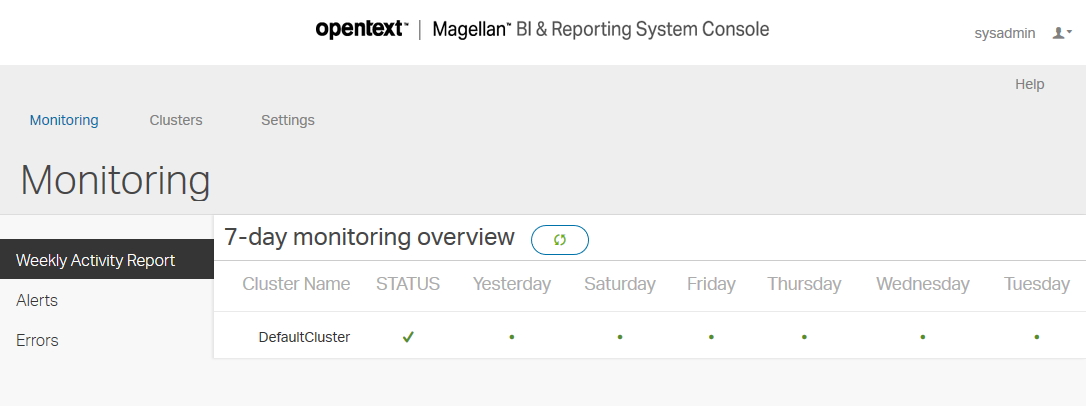 opentext™ | Magellan™ BI & Reporting System Console
sysadmin
Help
Monitoring Clusters Settings
Monitoring
7-day monitoring overview
Weekly Activity Report
Alerts
Errors
Cluster Name STATUS Yesterday Saturday Friday Thursday Wednesday Tuesday
DefaultCluster